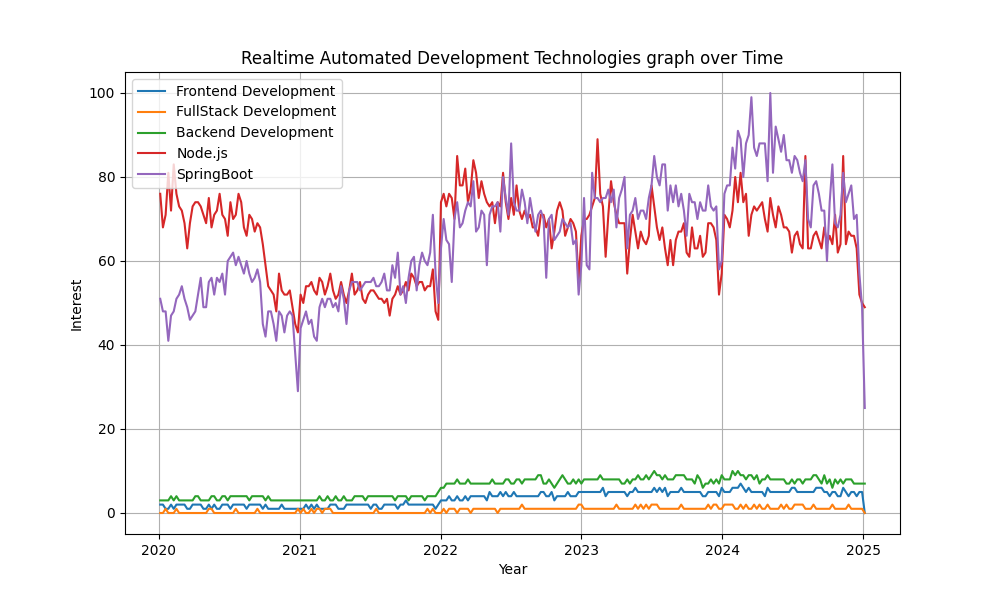 Realtime Automated Development Technologies graph over Time
100
80
60
40
20
0
Interest
Frontend Development
FullStack Development
Backend Development
Node.js
SpringBoot
2020
2021
2022
2023
2024
2025
Year